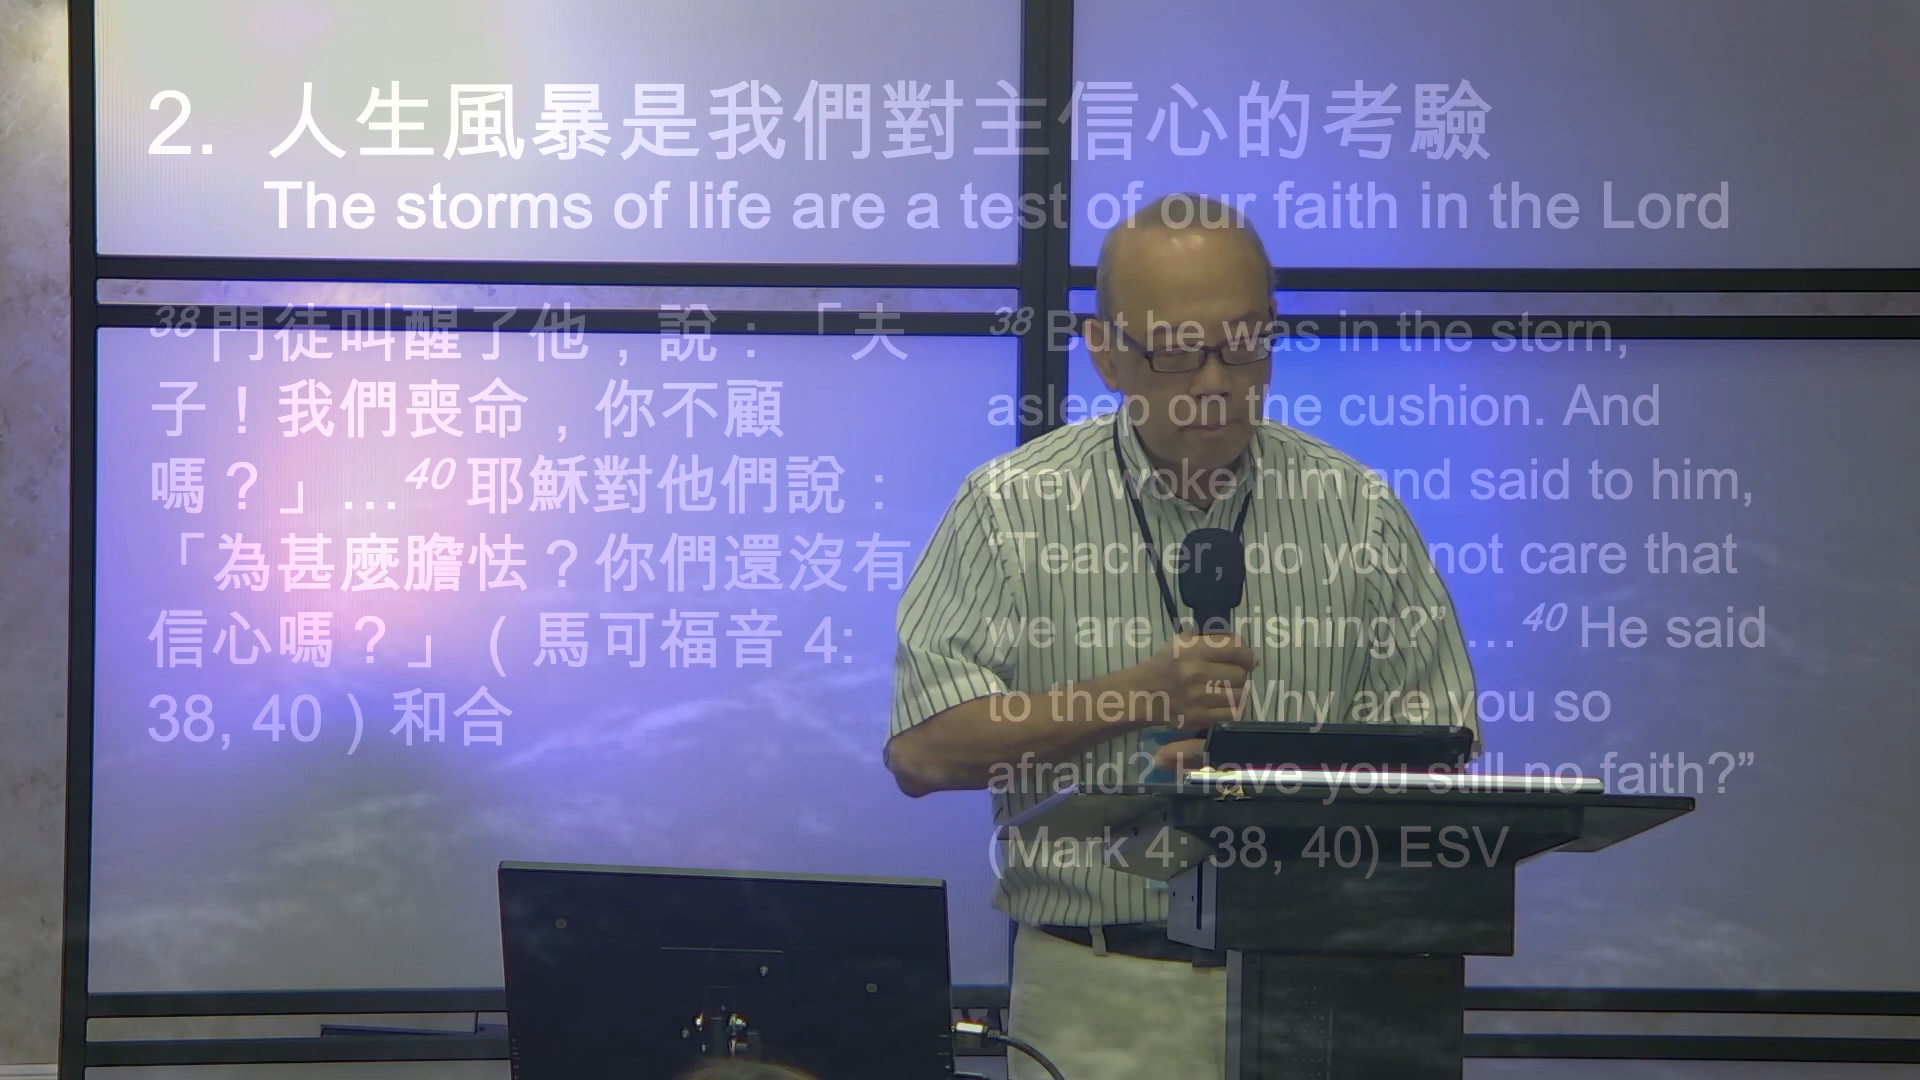 2. 人生風暴是我們對主信心的考驗
The storms of life are a test of our faith in the Lord
38 門徒叫醒了他，說：「夫
子！我們喪命，你不顧
嗎？」…40 耶穌對他們說：
「為甚麼膽怯？你們還沒有
信心嗎？」（馬可福音 4:
38, 40）和合
38 But he was in the stern,
asleep on the cushion. And
they woke him and said to him,
“Teacher, do you not care that
we are perishing?” …40 He said
to them, “Why are you so
afraid? Have you still no faith?”
(Mark 4: 38, 40) ESV